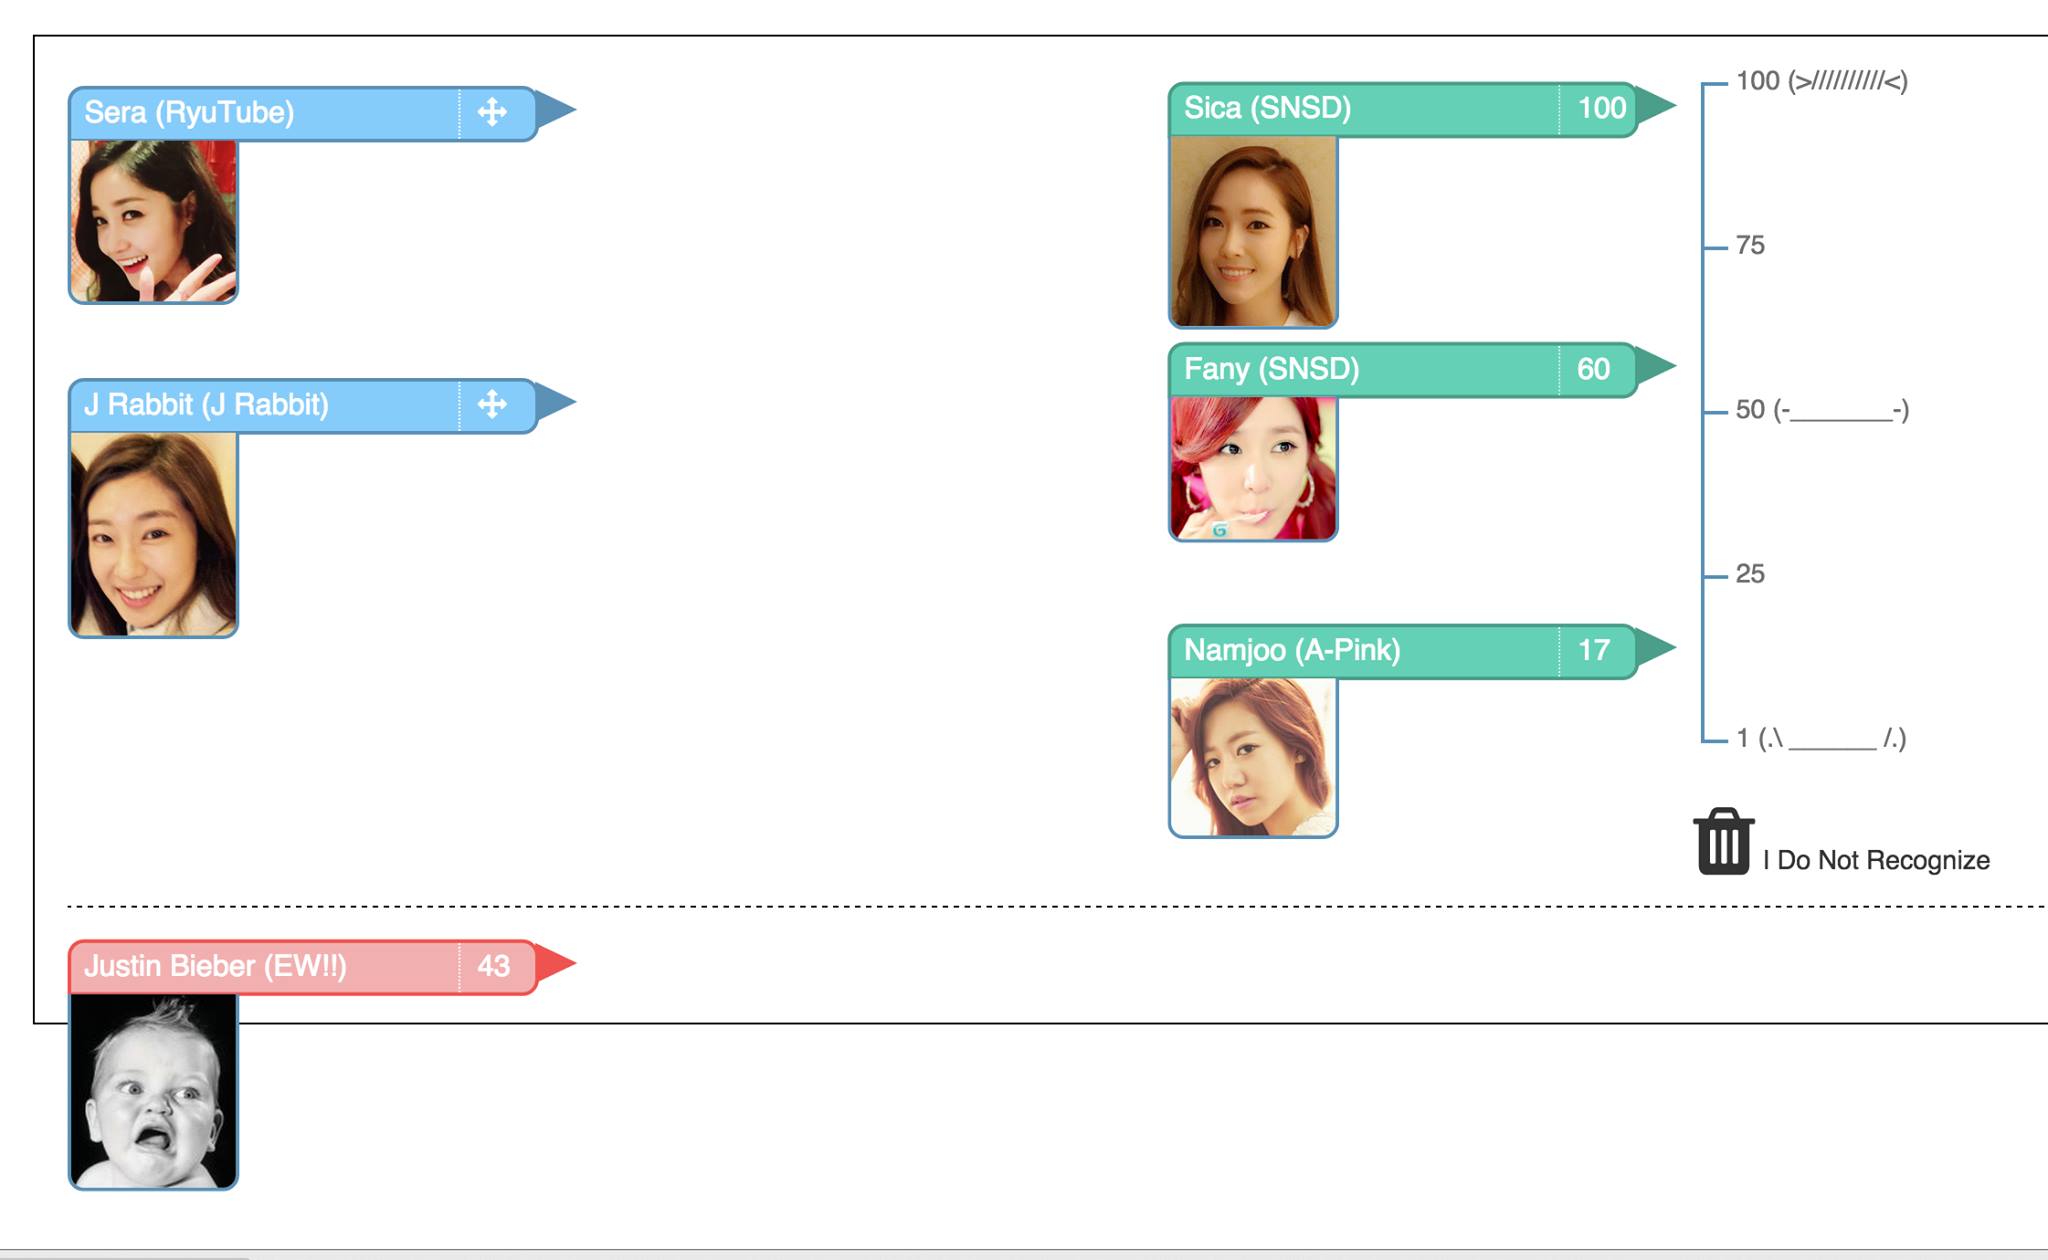 Sera (RyuTube)
J Rabbit (J Rabbit)
Sica (SNSD) 100
Fany (SNSD) 60
Namjoo (A-Pink) 17
100 (>//////////<)
75
50 (-________-)
25
1 (.\ _______ /.)
I Do Not Recognize
Justin Bieber (EW!!) 43